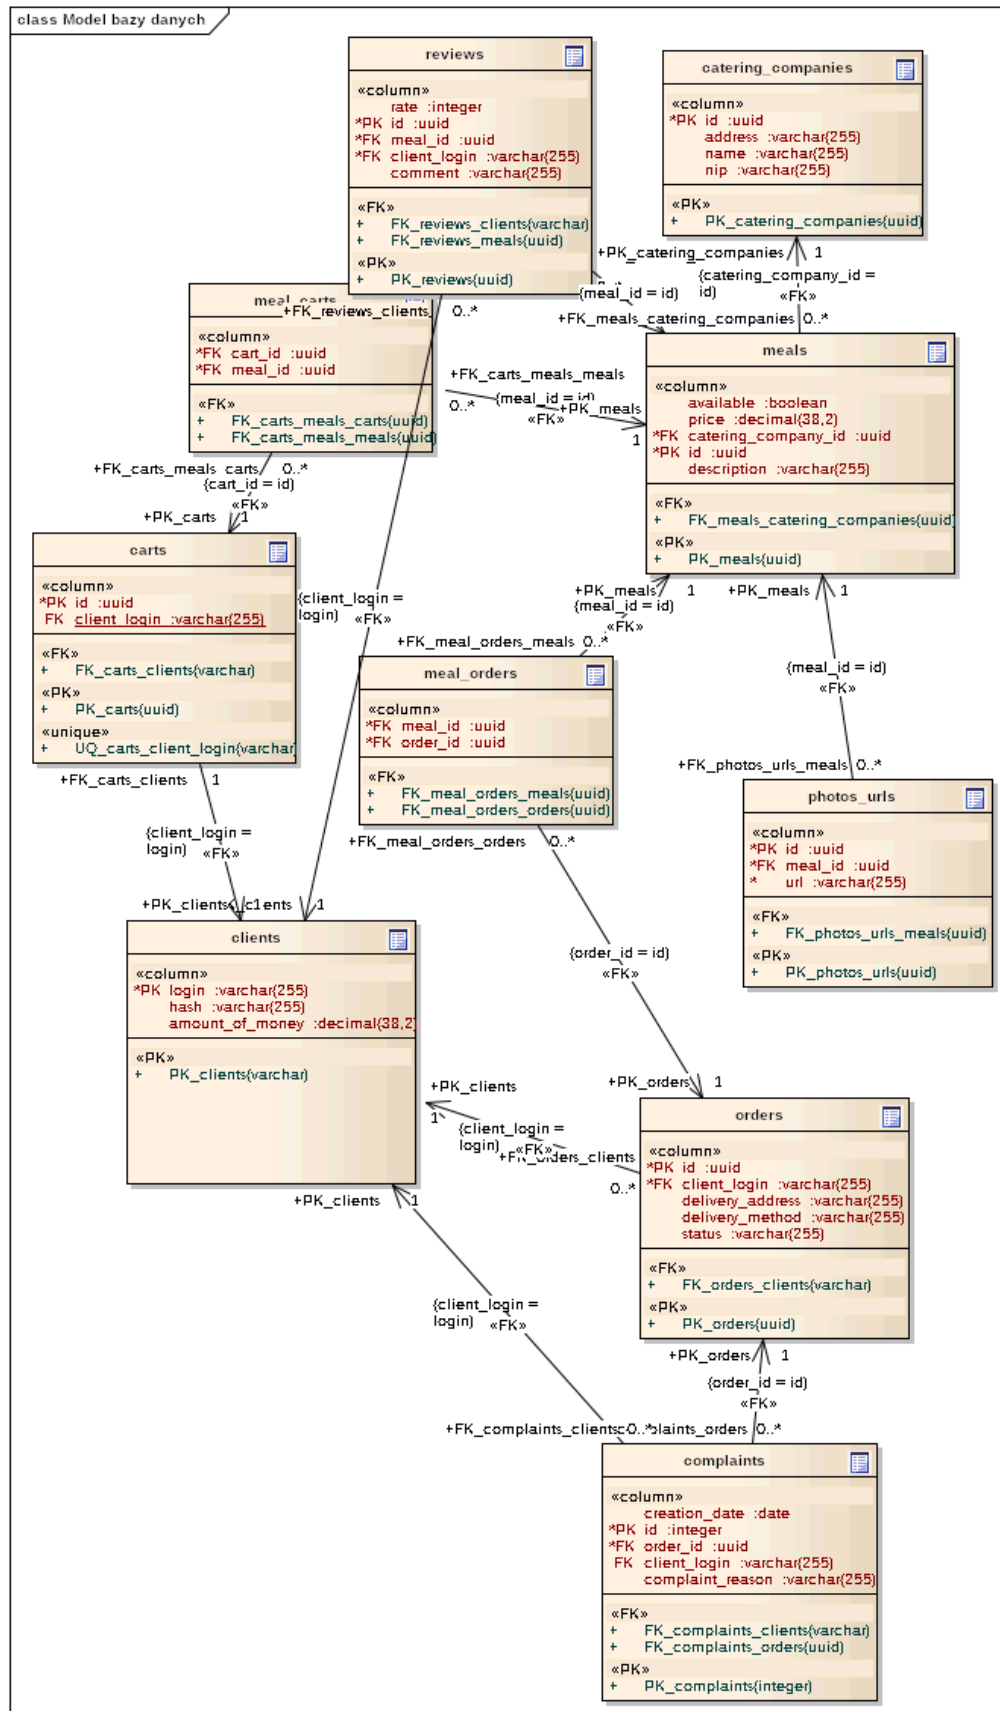 class Model bazy danych
reviews
«column»
rate :integer
*PK id :uuid
*FK meal_id :uuid
*FK client_login :varchar(255)
comment :varchar(255)
«FK»
+ FK_reviews_clients(varchar)
+ FK_reviews_meals(uuid)
«PK»
+ PK_reviews(uuid)
catering_companies
«column»
*PK id :uuid
address :varchar(255)
name :varchar(255)
nip :varchar(255)
«PK»
+ PK_catering_companies(uuid)
+PK_catering_companies 1
{catering_company_id =
id}
«FK»
{meal_id = id}
+FK_meals_catering_companies 0..*
meal_carts
+FK_reviews_clients 0..*
«column»
*FK cart_id :uuid
*FK meal_id :uuid
«FK»
+ FK_carts_meals_carts(uuid)
+ FK_carts_meals_meals(uuid)
+FK_carts_meals_meals
{meal_id = id}
0..*
+PK_meals
«FK»
1
meals
«column»
available :boolean
price :decimal(38,2)
*FK catering_company_id :uuid
*PK id :uuid
description :varchar(255)
«FK»
+ FK_meals_catering_companies(uuid)
«PK»
+ PK_meals(uuid)
+FK_carts_meals_carts 0..*
{cart_id = id}
«FK»
+PK_carts 1
carts
«column»
*PK id :uuid
FK client_login :varchar(255)
«FK»
+ FK_carts_clients(varchar)
«PK»
+ PK_carts(uuid)
«unique»
+ UQ_carts_client_login(varchar)
{client_login =
login}
«FK»
+PK_meals 1
{meal_id = id}
«FK»
+FK_meal_orders_meals 0..*
+PK_meals 1
{meal_id = id}
«FK»
+FK_photos_urls_meals 0..*
meal_orders
«column»
*FK meal_id :uuid
*FK order_id :uuid
«FK»
+ FK_meal_orders_meals(uuid)
+ FK_meal_orders_orders(uuid)
+FK_meal_orders_orders 0..*
photos_urls
«column»
*PK id :uuid
*FK meal_id :uuid
* url :varchar(255)
«FK»
+ FK_photos_urls_meals(uuid)
«PK»
+ PK_photos_urls(uuid)
+FK_carts_clients 1
{client_login =
login}
«FK»
+PK_clients
1
clients
«column»
*PK login :varchar(255)
hash :varchar(255)
amount_of_money :decimal(38,2)
«PK»
+ PK_clients(varchar)
{order_id = id}
«FK»
+PK_orders 1
+PK_clients
1
{client_login =
login}
«FK»
0..*
+PK_clients 1
orders
«column»
*PK id :uuid
*FK client_login :varchar(255)
delivery_address :varchar(255)
delivery_method :varchar(255)
status :varchar(255)
«FK»
+ FK_orders_clients(varchar)
«PK»
+ PK_orders(uuid)
+PK_orders 1
{order_id = id}
«FK»
{client_login =
login}
«FK»
+FK_complaints_clients 0..*
0..*
complaints
«column»
creation_date :date
*PK id :integer
*FK order_id :uuid
FK client_login :varchar(255)
complaint_reason :varchar(255)
«FK»
+ FK_complaints_clients(varchar)
+ FK_complaints_orders(uuid)
«PK»
+ PK_complaints(integer)